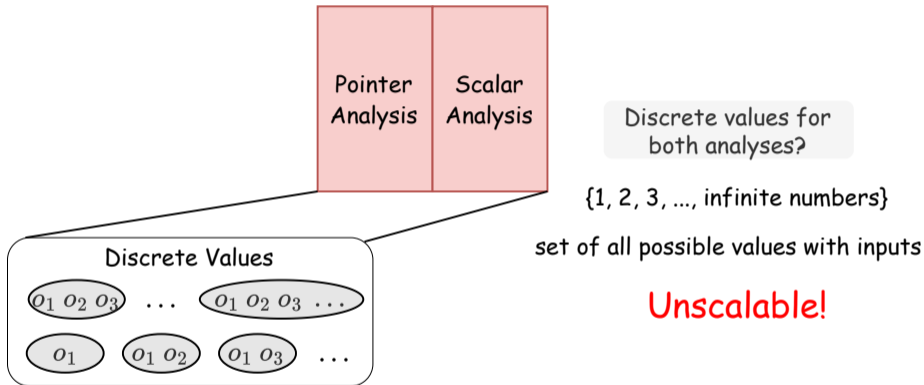 Pointer Analysis
Scalar Analysis
Discrete values for
both analyses?
{1, 2, 3, ..., infinite numbers}
set of all possible values with inputs
Unscalable!
Discrete Values
o₁ o₂ o₃ ... o₁ o₂ o₃ ...
o₁ o₁ o₂ o₁ o₃ ...